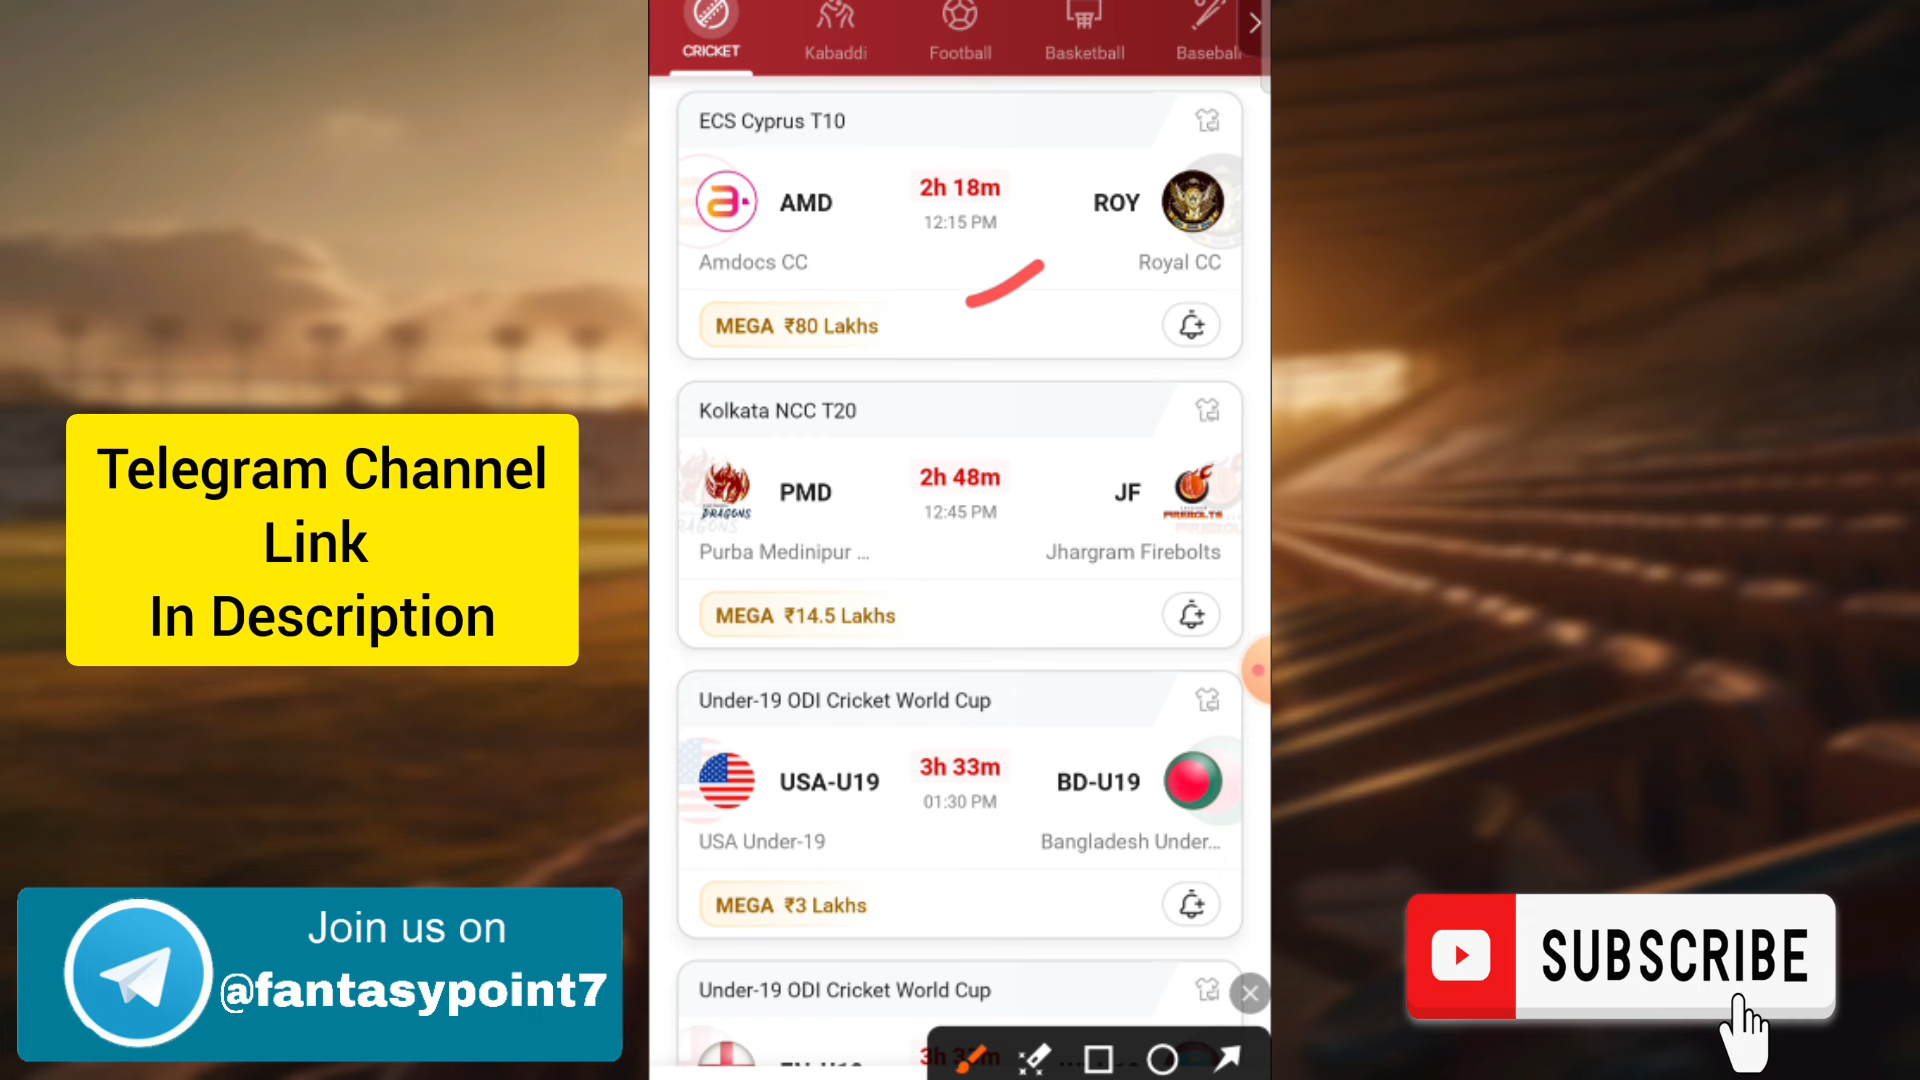 CRICKET
Kabaddi
Football
Basketball
Baseball
ECS Cyprus T10
AMD
2h 18m
12:15 PM
ROY
Amdocs CC
Royal CC
MEGA ₹80 Lakhs
Kolkata NCC T20
DRAGONS
PMD
2h 48m
12:45 PM
JF
FIREBOLTS
Purba Medinipur ...
Jhargram Firebolts
MEGA ₹14.5 Lakhs
Under-19 ODI Cricket World Cup
USA-U19
3h 33m
01:30 PM
BD-U19
USA Under-19
Bangladesh Under...
MEGA ₹3 Lakhs
Under-19 ODI Cricket World Cup
Telegram Channel
Link
In Description
Join us on
@fantasypoint7
SUBSCRIBE